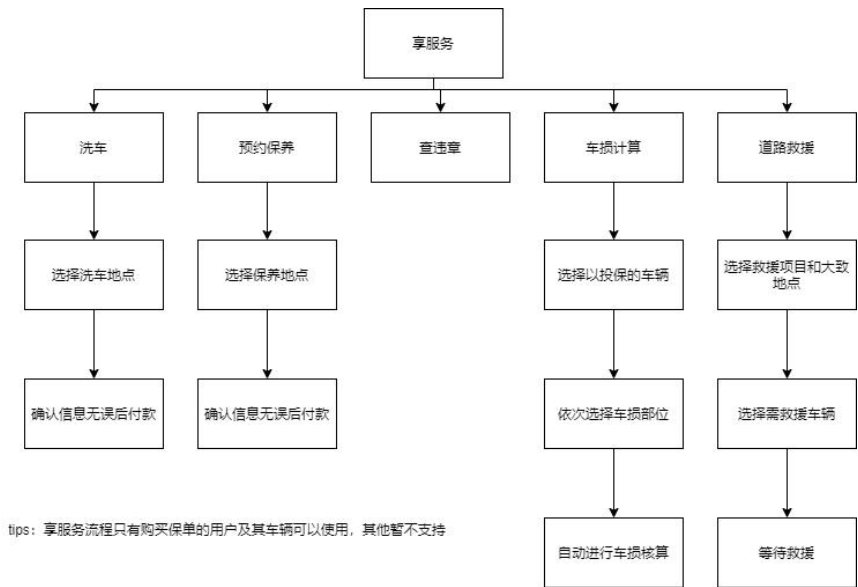 享服务
洗车
预约保养
查违章
车损计算
道路救援
选择洗车地点
选择保养地点
选择以投保的车辆
选择救援项目和大致
地点
确认信息无误后付款
确认信息无误后付款
依次选择车损部位
选择需救援车辆
tips：享服务流程只有购买保单的用户及其车辆可以使用，其他暂不支持
自动进行车损核算
等待救援